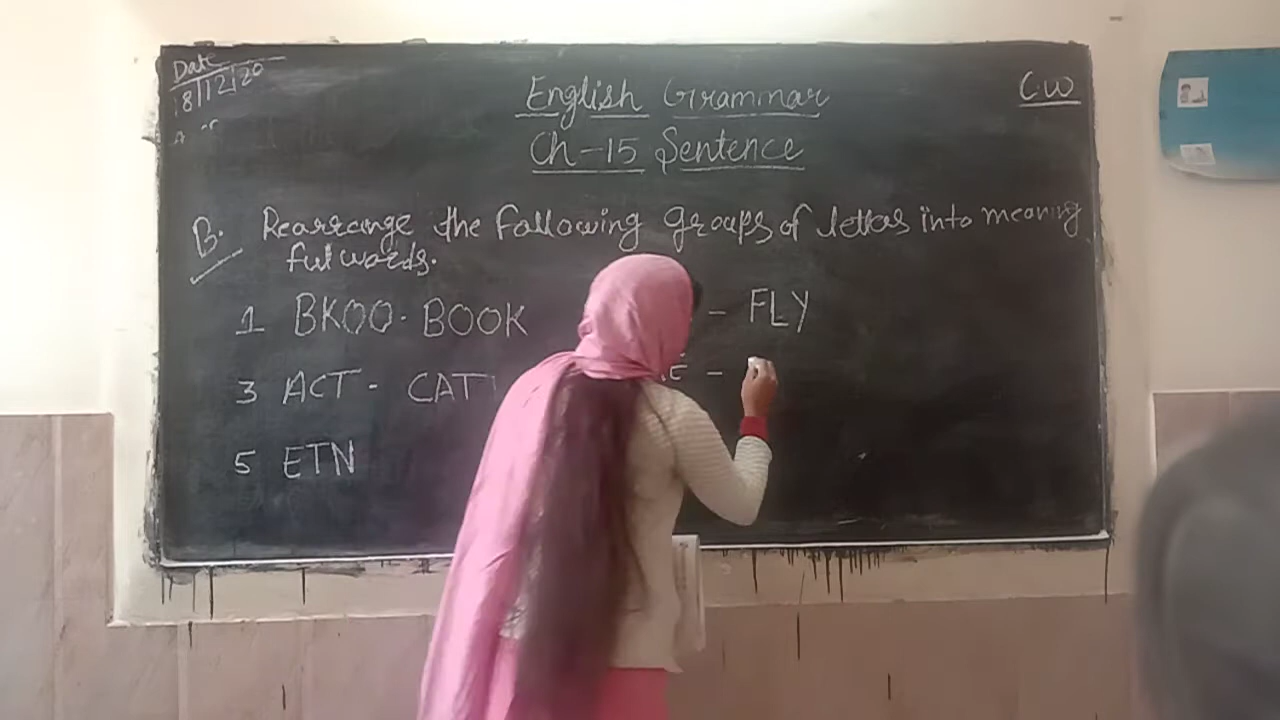 Date
18/12/20
English Grammar
C.W
Ch-15 Sentence
B. Rearrange the following groups of letters into meaning
ful words.
1 BKOO. BOOK
– FLY
3 ACT - CAT
–
5 ETN